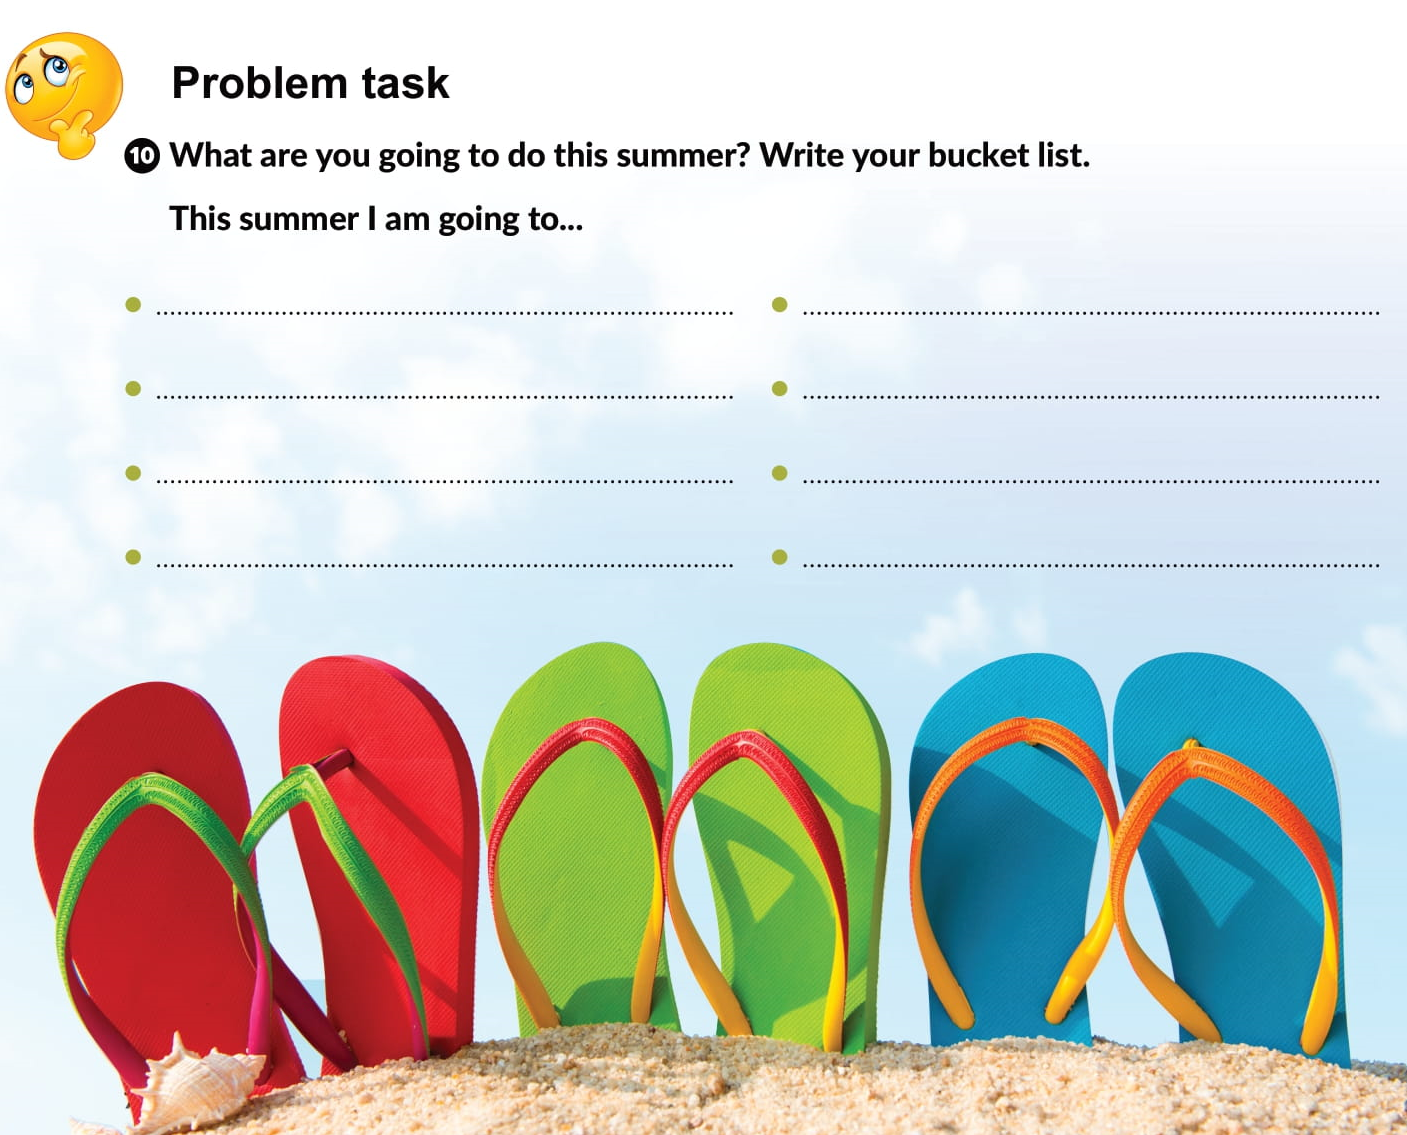 Problem task
10 What are you going to do this summer? Write your bucket list.
This summer I am going to...